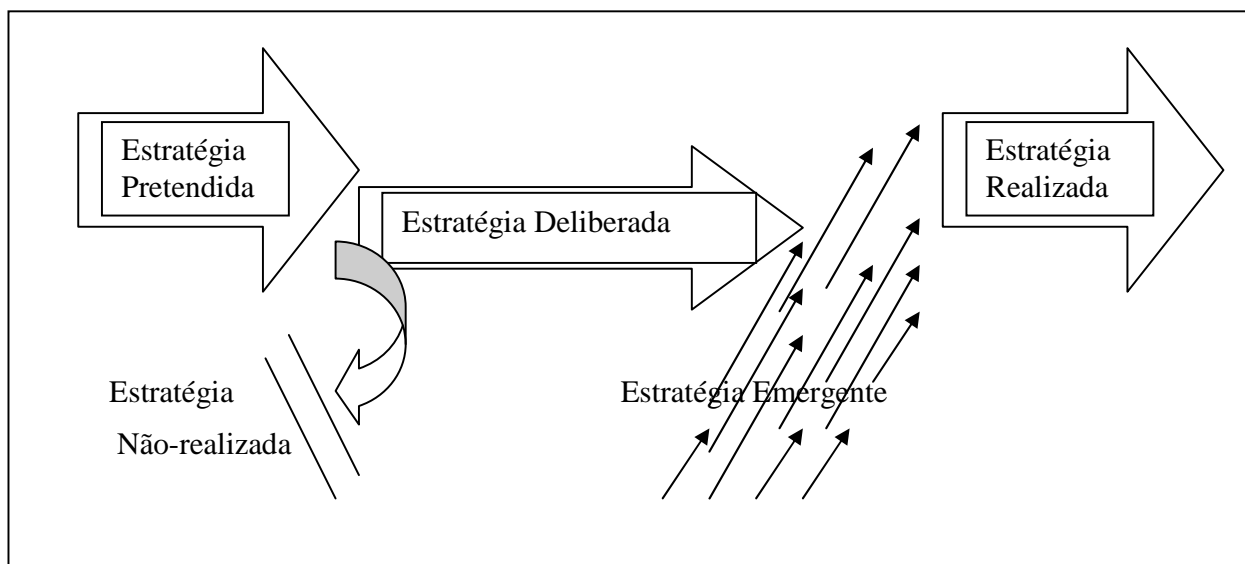 Estratégia
Pretendida
Estratégia Deliberada
Estratégia
Realizada
Estratégia
Não-realizada
Estratégia Emergente